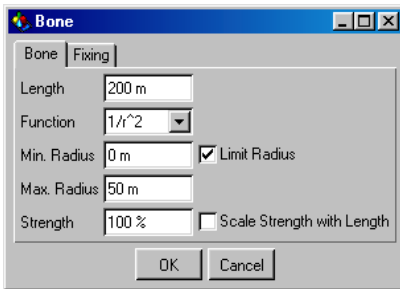 Bone
Bone Fixing
Length 200 m
Function 1/r^2
Min. Radius 0 m Limit Radius
Max. Radius 50 m
Strength 100 % Scale Strength with Length
OK Cancel